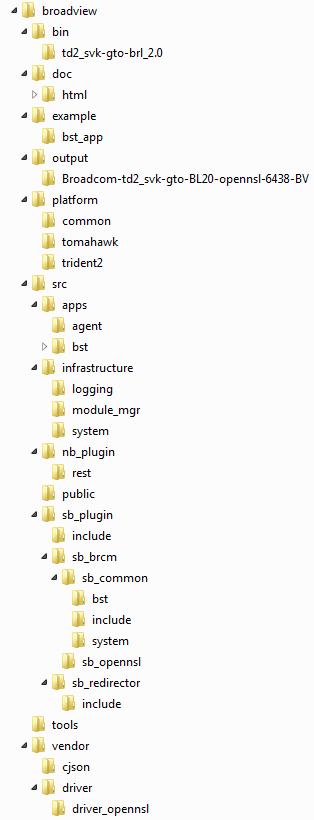 broadview
bin
td2_svk-gto-brl_2.0
doc
html
example
bst_app
output
Broadcom-td2_svk-gto-BL20-opennsl-6438-BV
platform
common
tomahawk
trident2
src
apps
agent
bst
infrastructure
logging
module_mgr
system
nb_plugin
rest
public
sb_plugin
include
sb_brcm
sb_common
bst
include
system
sb_opennsl
sb_redirector
include
tools
vendor
cjson
driver
driver_opennsl